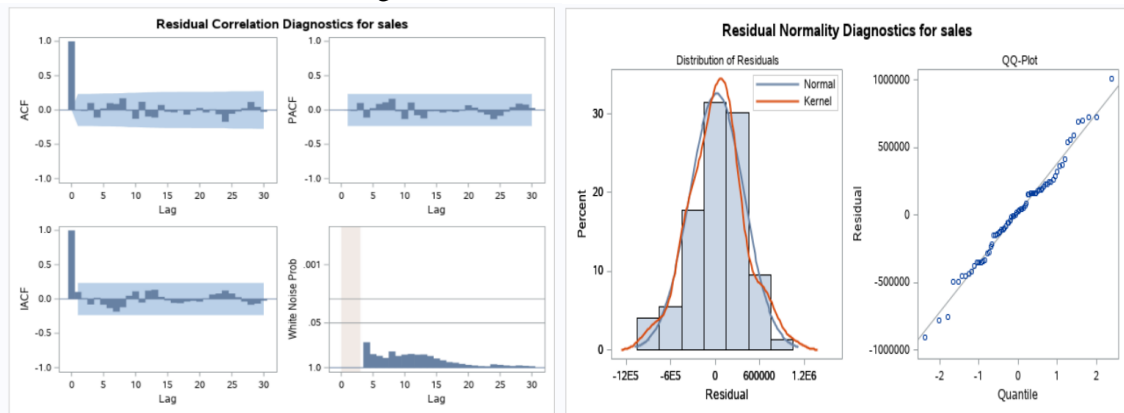 Residual Correlation Diagnostics for sales
1.0
0.5
0.0
-0.5
-1.0
ACF
0 5 10 15 20 25 30
Lag
1.0
0.5
0.0
-0.5
-1.0
PACF
0 5 10 15 20 25 30
Lag
1.0
0.5
0.0
-0.5
-1.0
IACF
0 5 10 15 20 25 30
Lag
.001
.05
1.0
White Noise Prob
0 5 10 15 20 25 30
Lag
Residual Normality Diagnostics for sales
Distribution of Residuals
Normal
Kernel
30
20
10
0
Percent
-12E5 -6E5 0 600000 1.2E6
Residual
QQ-Plot
1000000
500000
0
-500000
-1000000
Residual
-2 -1 0 1 2
Quantile